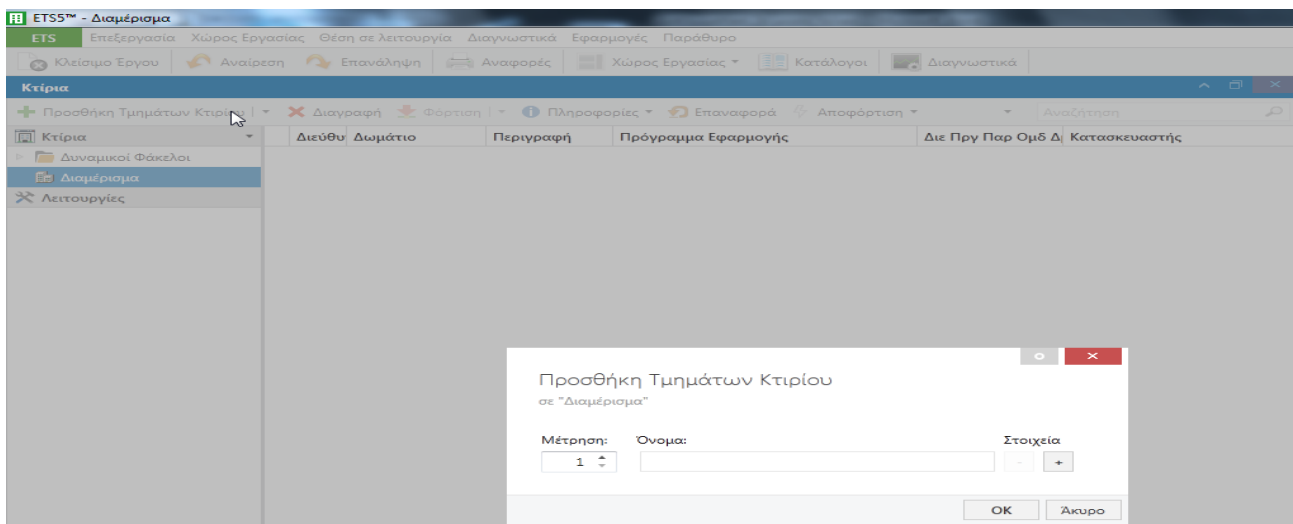 ETS5™ - Διαμέρισμα
ETS Επεξεργασία Χώρος Εργασίας Θέση σε λειτουργία Διαγνωστικά Εφαρμογές Παράθυρο
Κλείσιμο Έργου Αναίρεση Επανάληψη Αναφορές Χώρος Εργασίας Κατάλογοι Διαγνωστικά
Κτίρια
Προσθήκη Τμημάτων Κτιρίου Διαγραφή Φόρτιση Πληροφορίες Επαναφορά Αποφόρτιση Αναζήτηση
Κτίρια Διεύθυ Δωμάτιο Περιγραφή Πρόγραμμα Εφαρμογής Διε Πργ Παρ Ομδ Δ Κατασκευαστής
Δυναμικοί Φάκελοι
Διαμέρισμα
Λειτουργίες
Προσθήκη Τμημάτων Κτιρίου
σε "Διαμέρισμα"
Μέτρηση: Όνομα: Στοιχεία
1 - +
OK Άκυρο